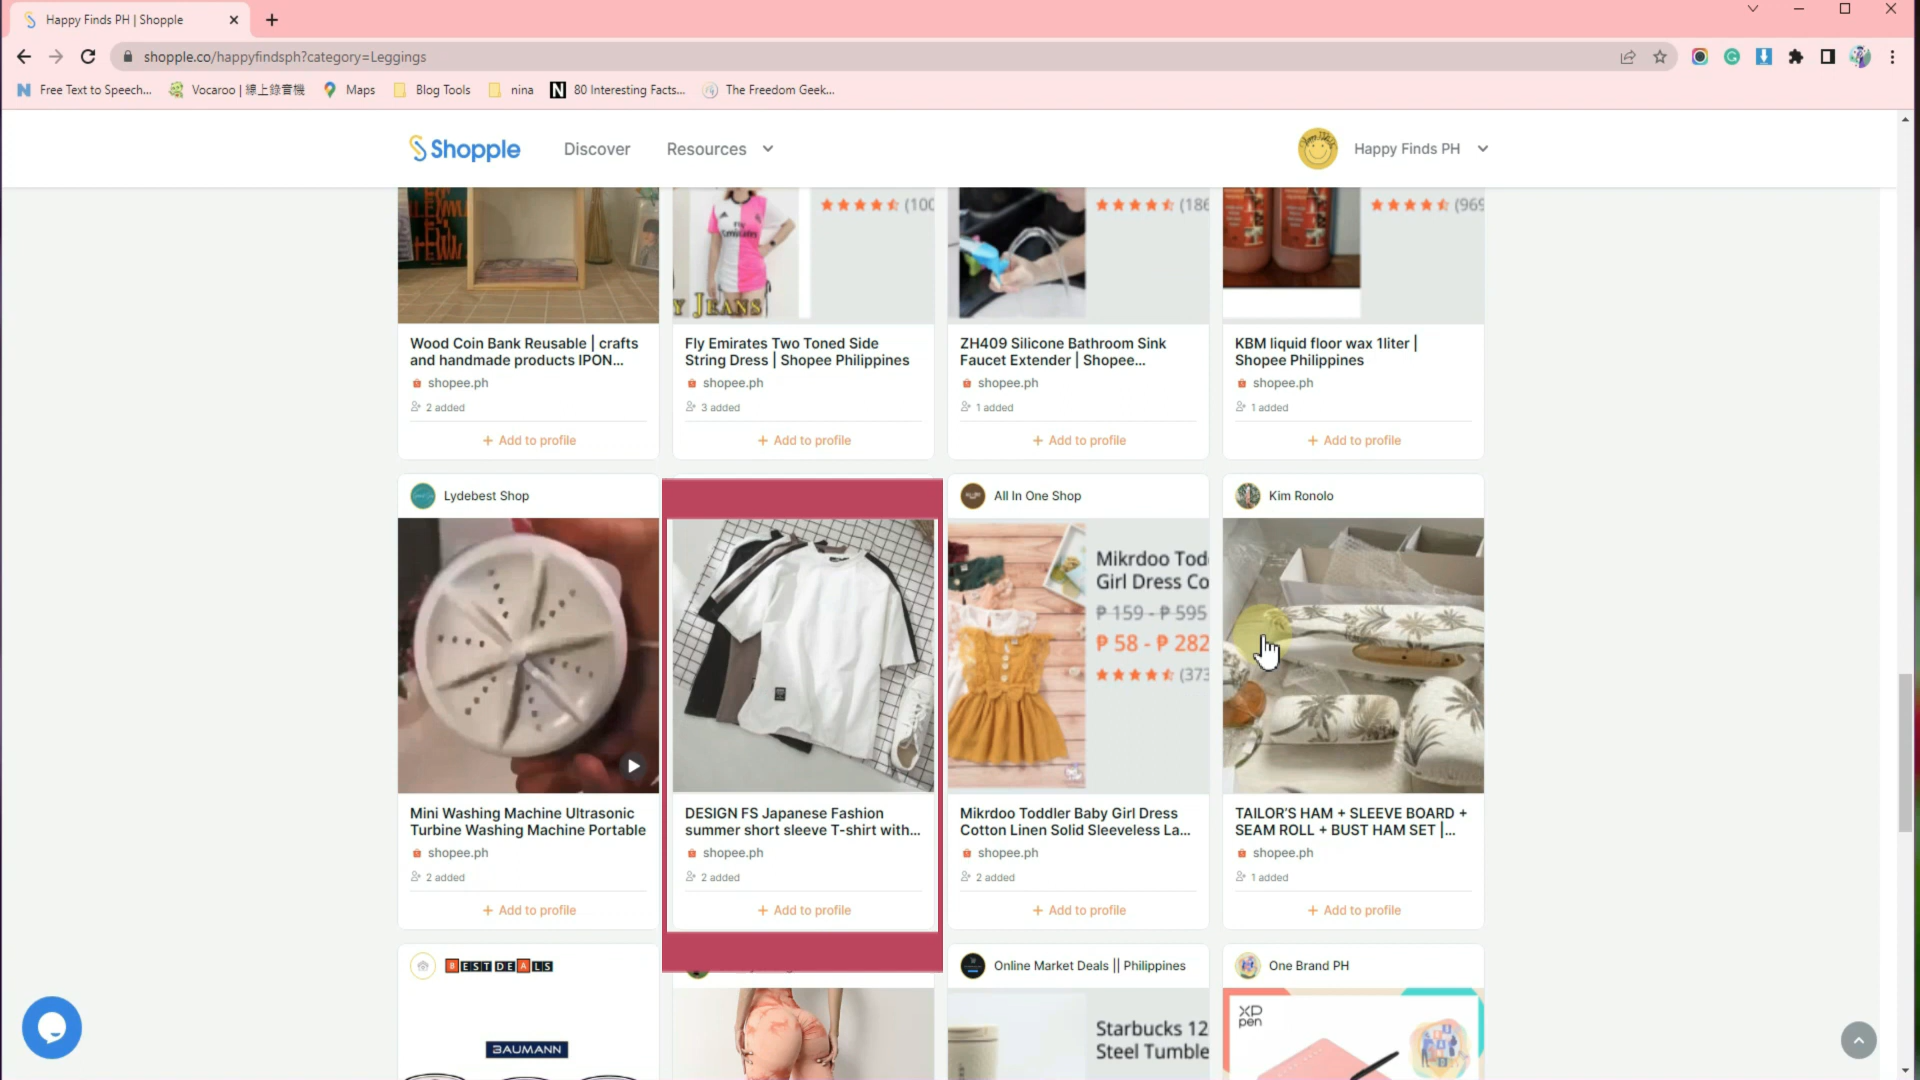 Happy Finds PH | Shopple
shopple.co/happyfindsph?category=Leggings
Free Text to Speech...
Vocaroo | 線上錄音機
Maps
Blog Tools
nina
80 Interesting Facts...
The Freedom Geek...
Shopple
Discover
Resources
Happy Finds PH
Fly
Emirates
Y JEANS
(100
(186
(969
Wood Coin Bank Reusable | crafts
and handmade products IPON...
shopee.ph
2 added
+ Add to profile
Fly Emirates Two Toned Side
String Dress | Shopee Philippines
shopee.ph
3 added
+ Add to profile
ZH409 Silicone Bathroom Sink
Faucet Extender | Shopee...
shopee.ph
1 added
+ Add to profile
KBM liquid floor wax 1liter |
Shopee Philippines
shopee.ph
1 added
+ Add to profile
Lydebest Shop
Mini Washing Machine Ultrasonic
Turbine Washing Machine Portable
shopee.ph
2 added
+ Add to profile
DESIGN FS Japanese Fashion
summer short sleeve T-shirt with...
shopee.ph
2 added
+ Add to profile
All In One Shop
Mikrdoo Tod
Girl Dress Co
₱ 159 - ₱ 595
₱ 58 - ₱ 282
(373
Mikrdoo Toddler Baby Girl Dress
Cotton Linen Solid Sleeveless La...
shopee.ph
2 added
+ Add to profile
Kim Ronolo
TAILOR'S HAM + SLEEVE BOARD +
SEAM ROLL + BUST HAM SET |...
shopee.ph
1 added
+ Add to profile
BEST DEALS
BAUMANN
Online Market Deals || Philippines
Starbucks 12
Steel Tumble
One Brand PH
XP
pen